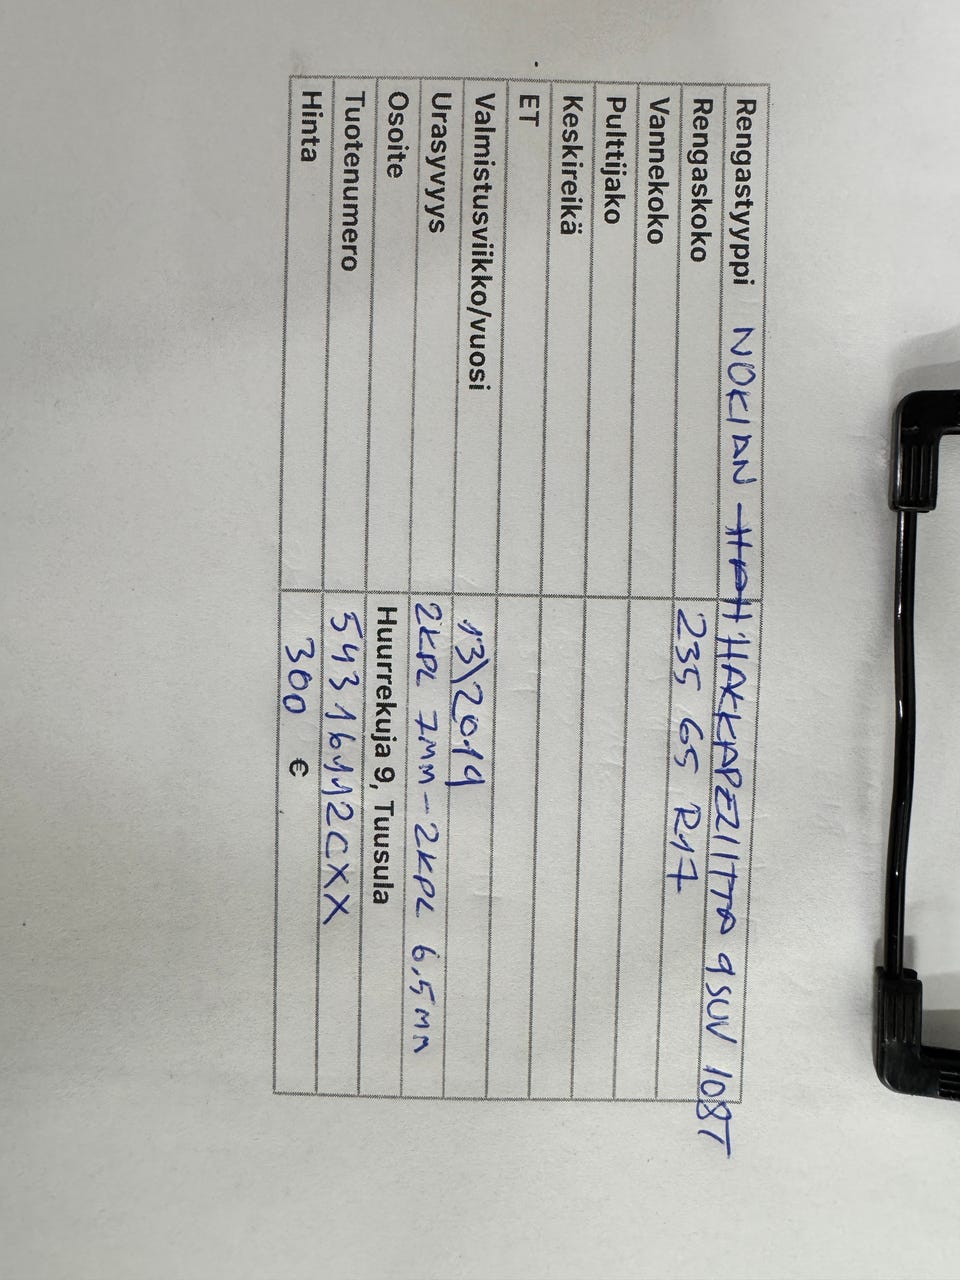 Rengastyyppi NOKIAN HAKKAPELIITTA 9 SUV 108T
Rengaskoko 235 65 R17
Vannekoko
Pulttijako
Keskireikä
ET
Valmistusviikko/vuosi 13\2019
Urasyvyys 2KPL 7MM-2KPL 6,5MM
Osoite Huurrekuja 9, Tuusula
Tuotenumero 54316112CXX
Hinta 300 €